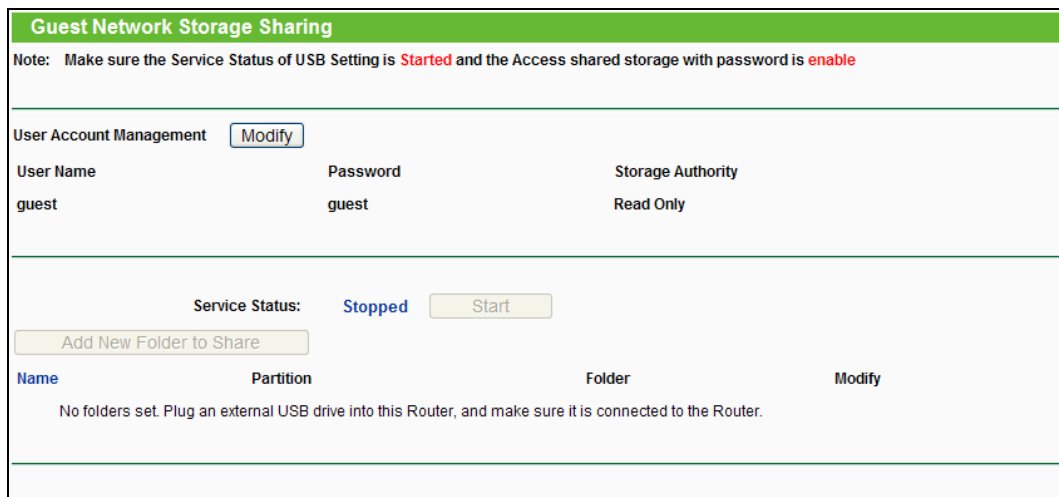 Guest Network Storage Sharing
Note: Make sure the Service Status of USB Setting is Started and the Access shared storage with password is enable
User Account Management Modify
User Name Password Storage Authority
guest guest Read Only
Service Status: Stopped Start
Add New Folder to Share
Name Partition Folder Modify
No folders set. Plug an external USB drive into this Router, and make sure it is connected to the Router.